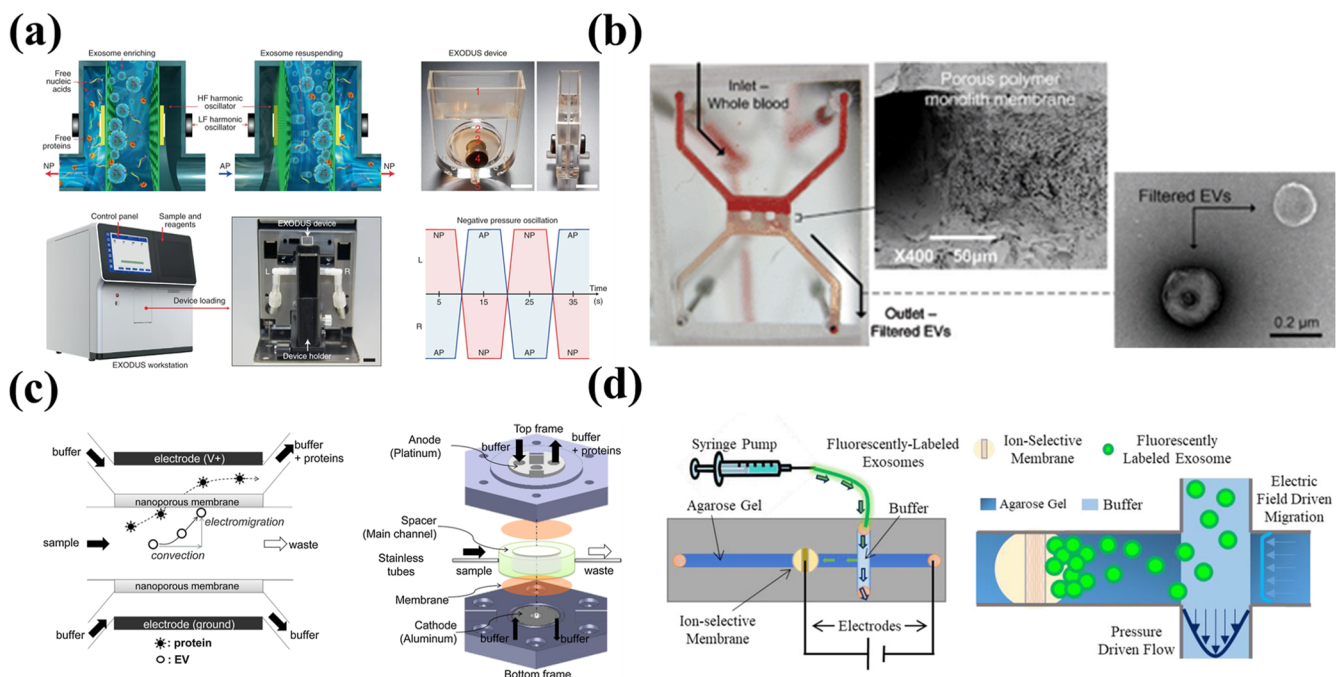 (a)
Exosome enriching
Exosome resuspending
EXODUS device
Free
nucleic
acids
HF harmonic
oscillator
LF harmonic
oscillator
Free
proteins
NP
AP
NP
1
2
3
4
Control panel
Sample and
reagents
Device loading
EXODUS workstation
EXODUS device
L
R
Device holder
Negative pressure oscillation
NP
AP
NP
AP
L
Time
5
15
25
35
(s)
R
AP
NP
AP
NP
(b)
Inlet –
Whole blood
Outlet –
Filtered EVs
Porous polymer
monolith membrane
X400
50μm
Filtered EVs
0.2 μm
(c)
buffer
buffer
+ proteins
electrode (V+)
nanoporous membrane
protein
electromigration
EV
convection
sample
waste
nanoporous membrane
electrode (ground)
buffer
buffer
: protein
: EV
Top frame
Anode
(Platinum)
buffer
buffer
+ proteins
Spacer
(Main channel)
Stainless
tubes
sample
waste
Membrane
Cathode
(Aluminum)
buffer
buffer
Bottom frame
(d)
Syringe Pump
Fluorescently-Labeled
Exosomes
Agarose Gel
Buffer
Ion-selective
Membrane
Electrodes
Ion-Selective
Membrane
Fluorescently
Labeled Exosome
Agarose Gel
Buffer
Electric
Field Driven
Migration
Pressure
Driven Flow